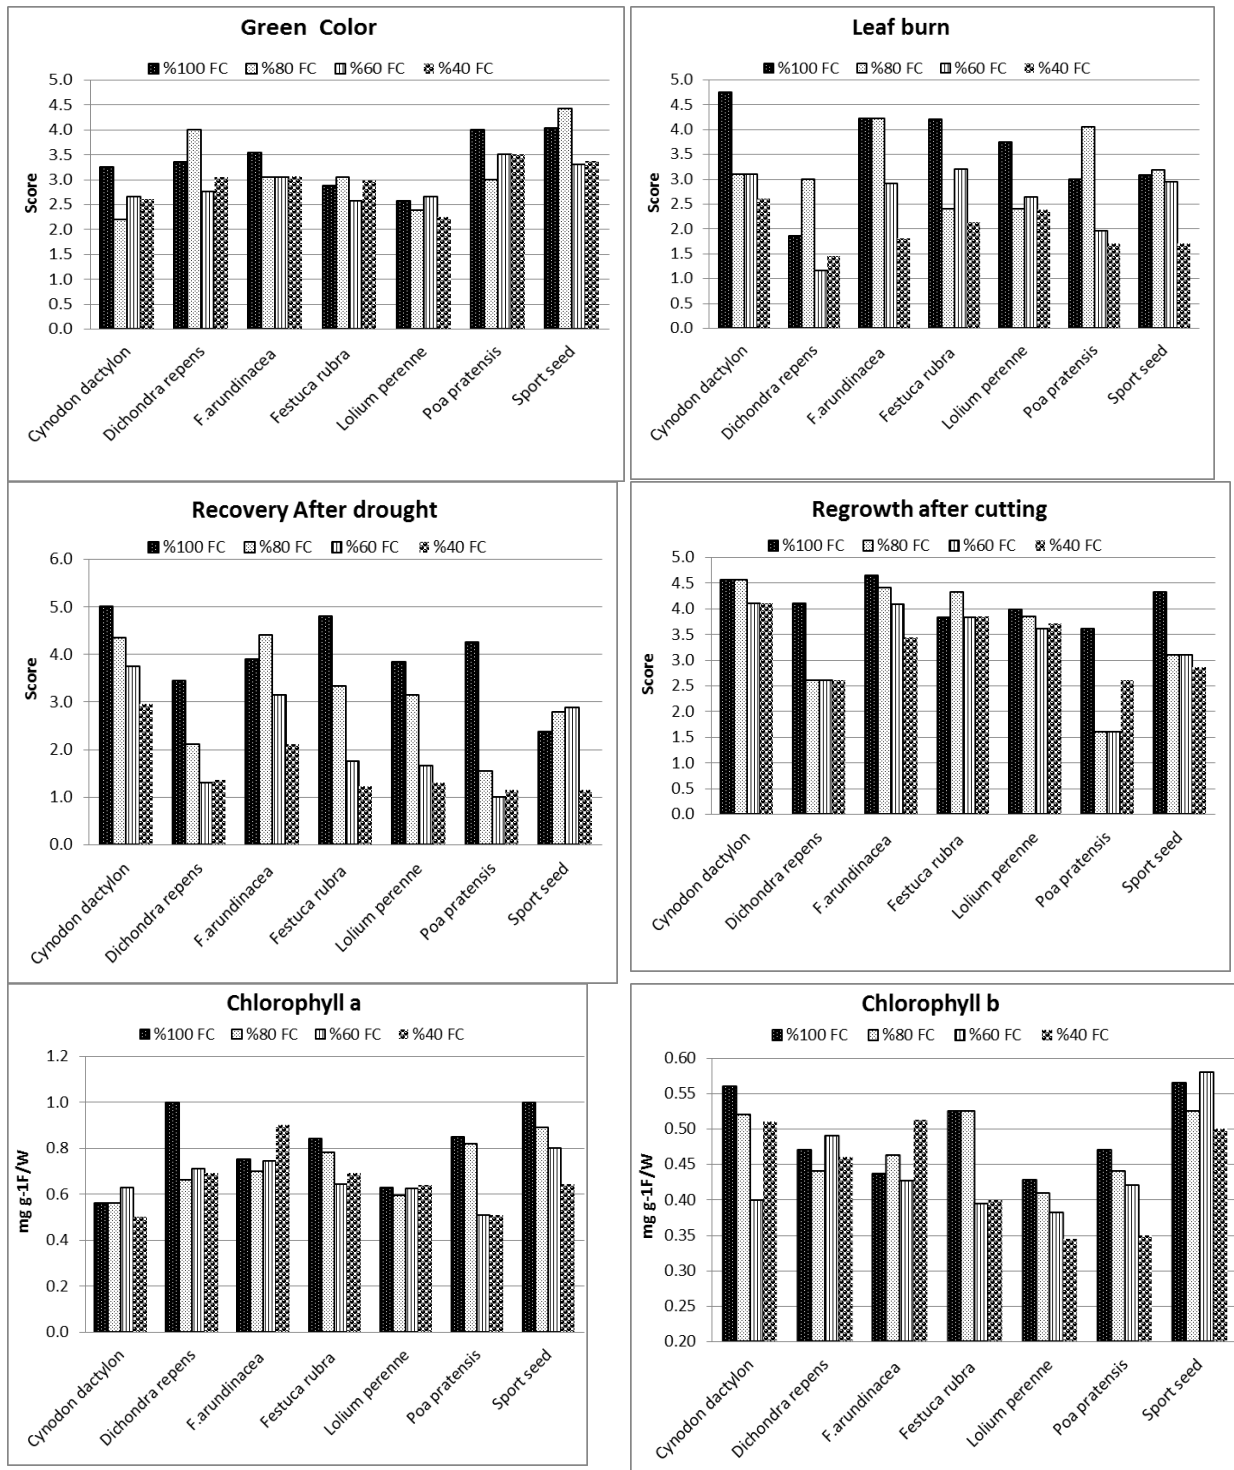 Green  Color
%100 FC %80 FC %60 FC %40 FC
5.0
4.5
4.0
3.5
3.0
2.5
2.0
1.5
1.0
0.5
0.0
Score
Cynodon dactylon
Dichondra repens
F.arundinacea
Festuca rubra
Lolium perenne
Poa pratensis
Sport seed
Leaf burn
%100 FC %80 FC %60 FC %40 FC
5.0
4.5
4.0
3.5
3.0
2.5
2.0
1.5
1.0
0.5
0.0
Score
Cynodon dactylon
Dichondra repens
F.arundinacea
Festuca rubra
Lolium perenne
Poa pratensis
Sport seed
Recovery After drought
%100 FC %80 FC %60 FC %40 FC
6.0
5.0
4.0
3.0
2.0
1.0
0.0
Score
Cynodon dactylon
Dichondra repens
F.arundinacea
Festuca rubra
Lolium perenne
Poa pratensis
Sport seed
Regrowth after cutting
%100 FC %80 FC %60 FC %40 FC
5.0
4.5
4.0
3.5
3.0
2.5
2.0
1.5
1.0
0.5
0.0
Score
Cynodon dactylon
Dichondra repens
F.arundinacea
Festuca rubra
Lolium perenne
Poa pratensis
Sport seed
Chlorophyll a
%100 FC %80 FC %60 FC %40 FC
1.2
1.0
0.8
0.6
0.4
0.2
0.0
mg g-1F/W
Cynodon dactylon
Dichondra repens
F.arundinacea
Festuca rubra
Lolium perenne
Poa pratensis
Sport seed
Chlorophyll b
%100 FC %80 FC %60 FC %40 FC
0.60
0.55
0.50
0.45
0.40
0.35
0.30
0.25
0.20
mg g-1F/W
Cynodon dactylon
Dichondra repens
F.arundinacea
Festuca rubra
Lolium perenne
Poa pratensis
Sport seed